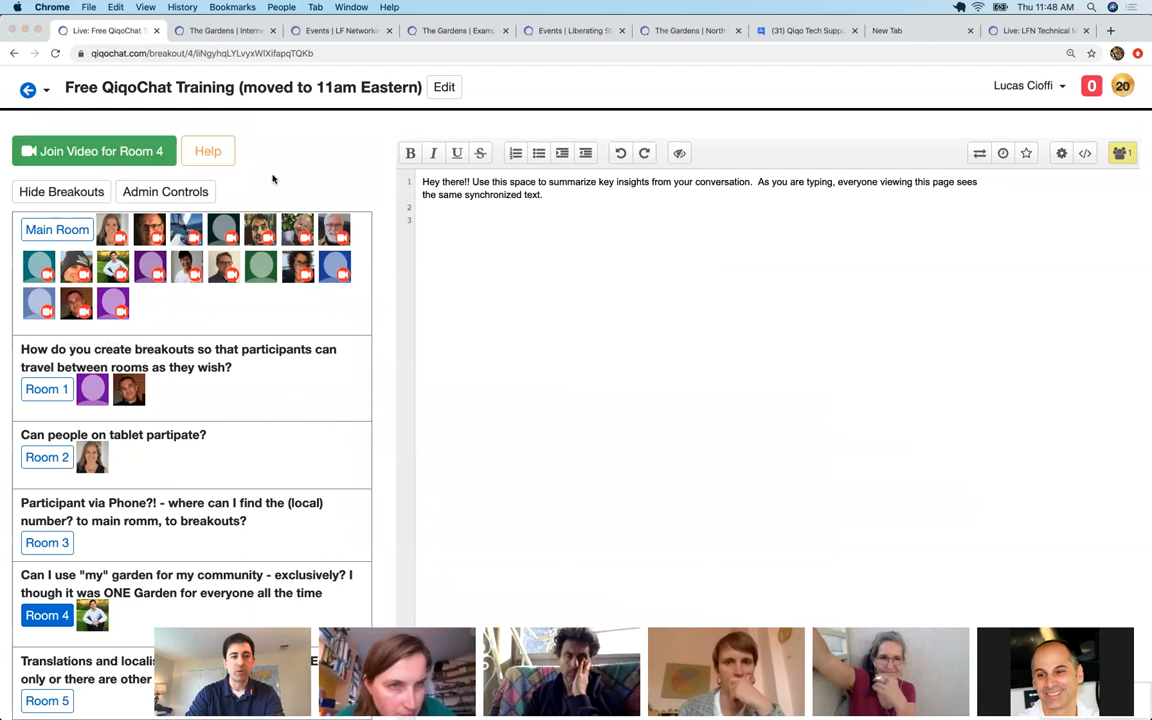 Chrome File Edit View History Bookmarks People Tab Window Help Thu 11:48 AM
Live: Free QiqoChat T The Gardens | Intern Events | LF Networki The Gardens | Exam Events | Liberating St The Gardens | North (31) Qiqo Tech Supp New Tab Live: LFN Technical M
qiqochat.com/breakout/4/liNgyhqLYLvyxWlXifapqTQKb
Free QiqoChat Training (moved to 11am Eastern) Edit Lucas Cioffi 0 20
Join Video for Room 4 Help
B I U S
1
Hide Breakouts Admin Controls
1 Hey there!! Use this space to summarize key insights from your conversation. As you are typing, everyone viewing this page sees
the same synchronized text.
2
3
Main Room
How do you create breakouts so that participants can
travel between rooms as they wish?
Room 1
Can people on tablet partipate?
Room 2
Participant via Phone?! - where can I find the (local)
number? to main romm, to breakouts?
Room 3
Can I use "my" garden for my community - exclusively? I
though it was ONE Garden for everyone all the time
Room 4
Translations and localis E
only or there are other
Room 5